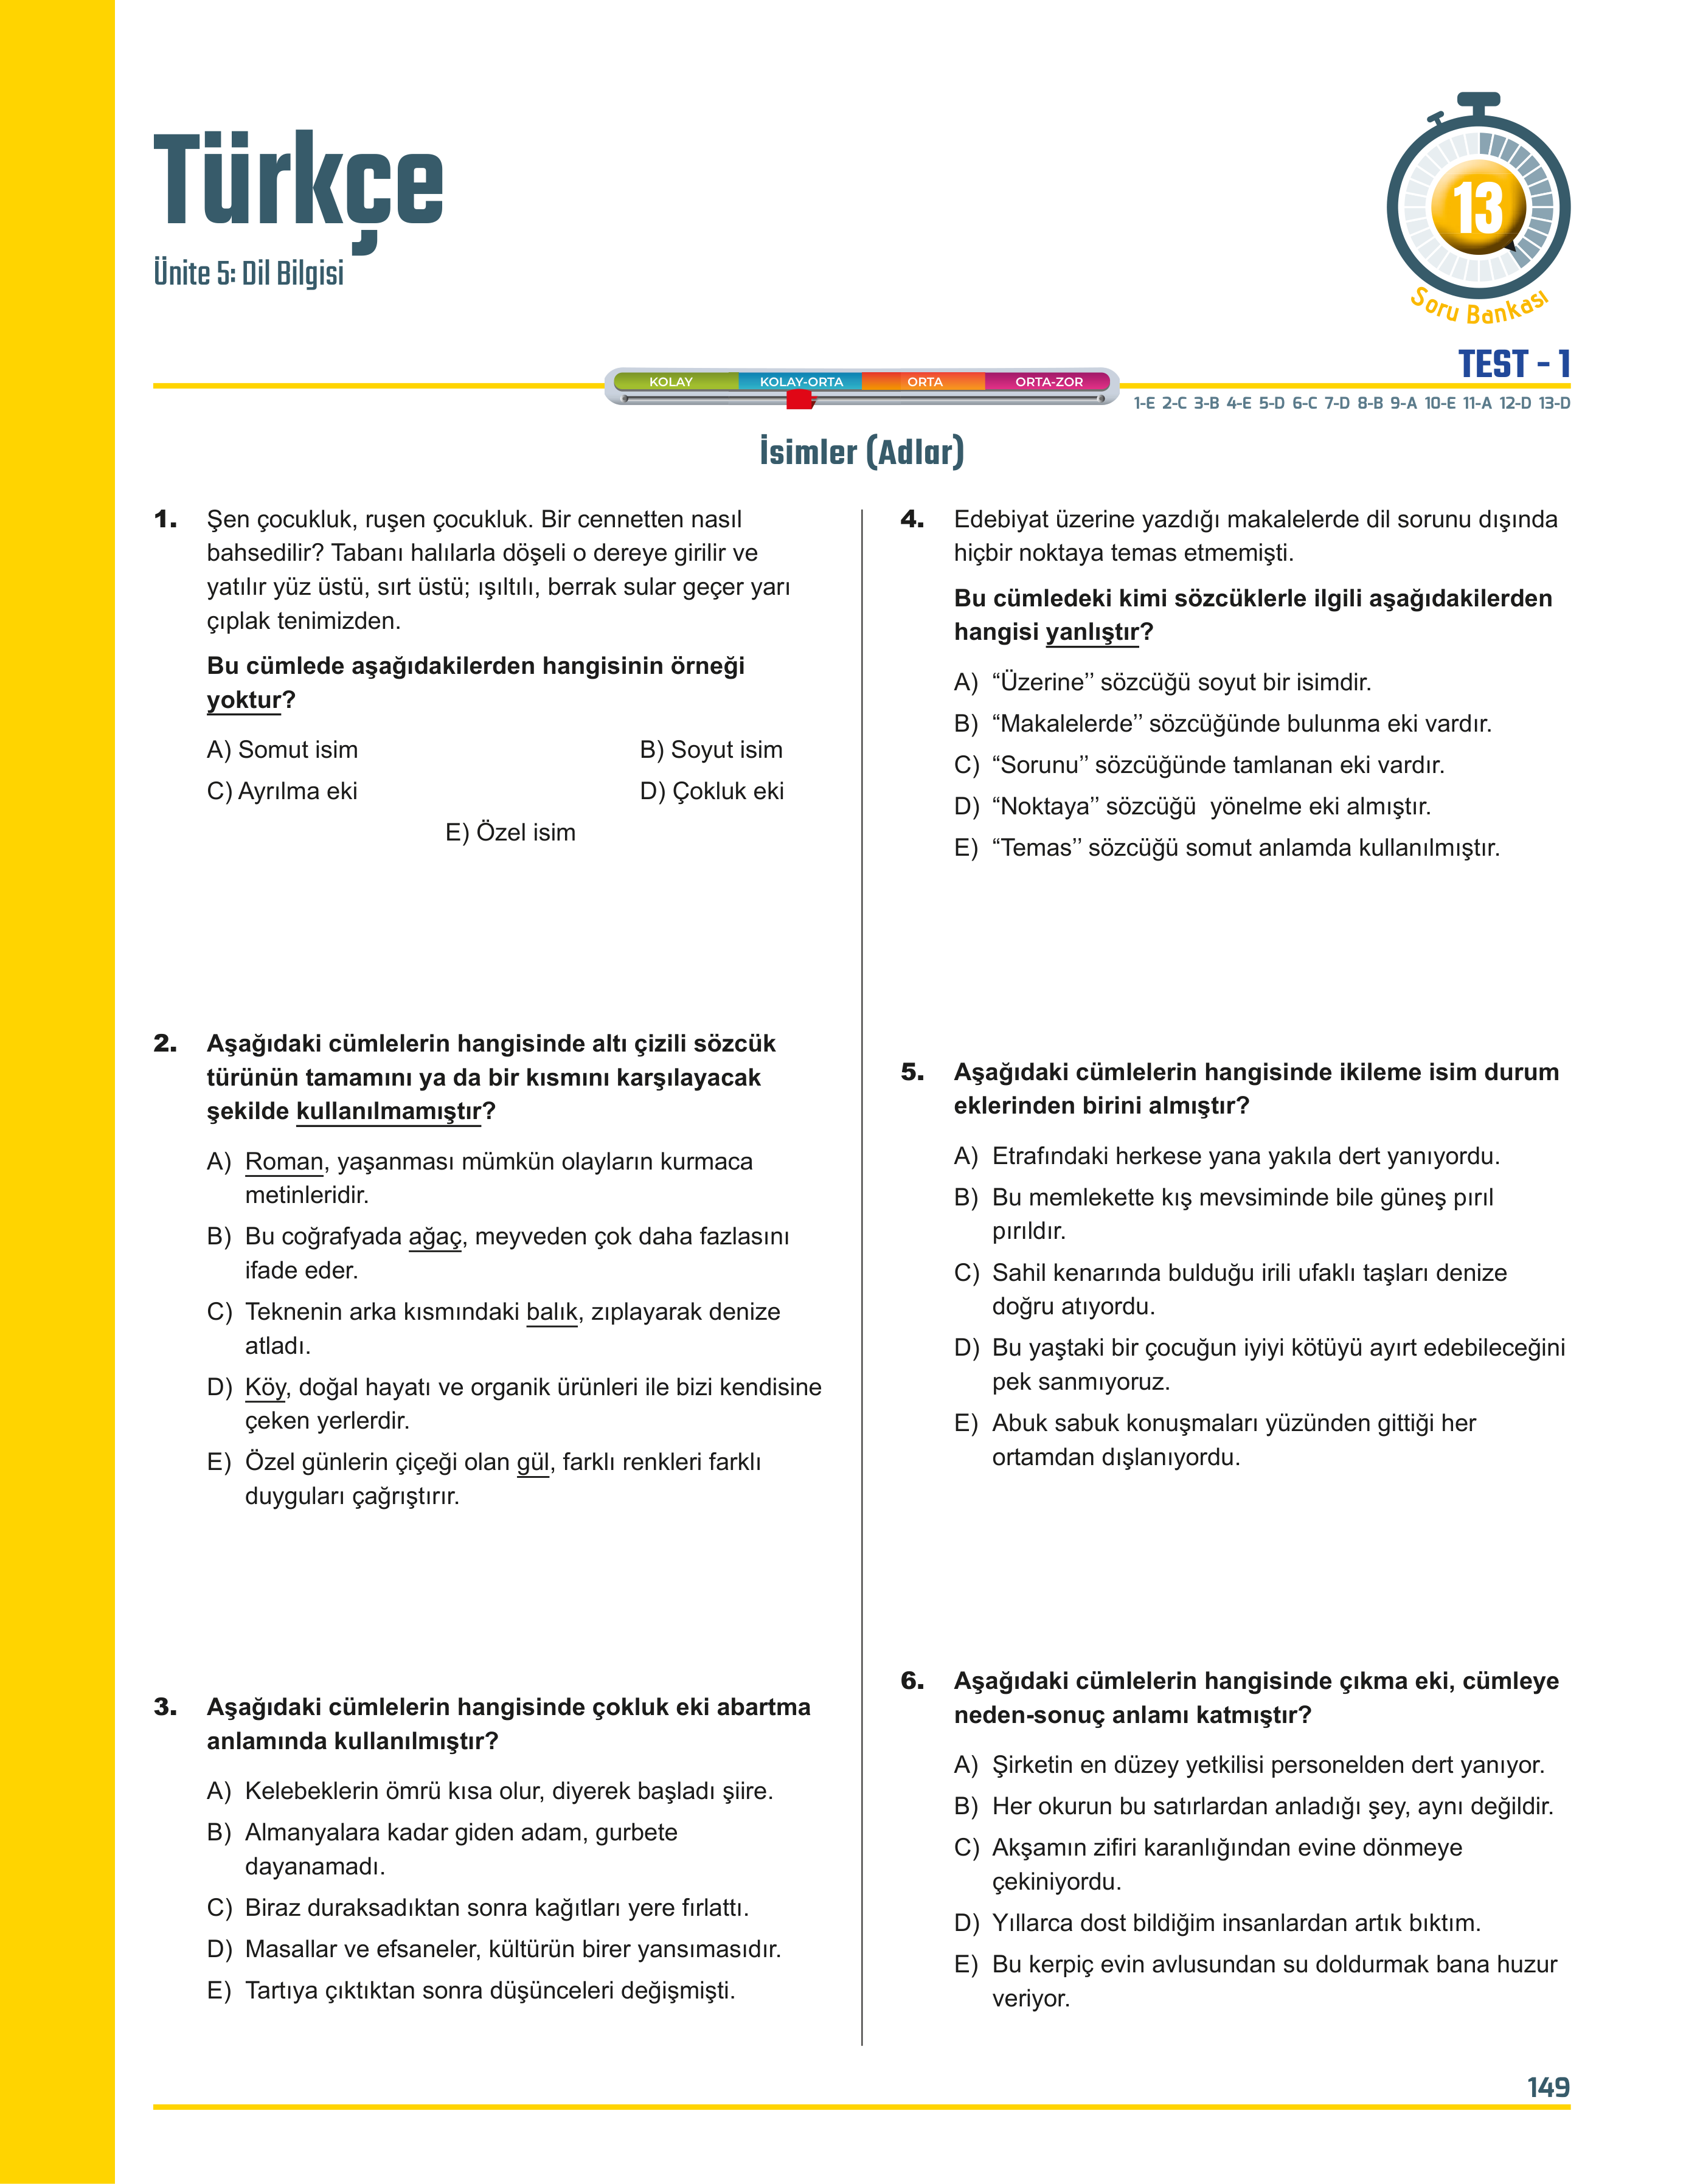 Türkçe
Ünite 5: Dil Bilgisi
13
Soru Bankası
TEST - 1
KOLAY KOLAY-ORTA ORTA ORTA-ZOR
1-E 2-C 3-B 4-E 5-D 6-C 7-D 8-B 9-A 10-E 11-A 12-D 13-D
İsimler (Adlar)
1. Şen çocukluk, ruşen çocukluk. Bir cennetten nasıl
bahsedilir? Tabanı halılarla döşeli o dereye girilir ve
yatılır yüz üstü, sırt üstü; ışıltılı, berrak sular geçer yarı
çıplak tenimizden.
Bu cümlede aşağıdakilerden hangisinin örneği
yoktur?
A) Somut isim B) Soyut isim
C) Ayrılma eki D) Çokluk eki
E) Özel isim
2. Aşağıdaki cümlelerin hangisinde altı çizili sözcük
türünün tamamını ya da bir kısmını karşılayacak
şekilde kullanılmamıştır?
A) Roman, yaşanması mümkün olayların kurmaca
metinleridir.
B) Bu coğrafyada ağaç, meyveden çok daha fazlasını
ifade eder.
C) Teknenin arka kısmındaki balık, zıplayarak denize
atladı.
D) Köy, doğal hayatı ve organik ürünleri ile bizi kendisine
çeken yerlerdir.
E) Özel günlerin çiçeği olan gül, farklı renkleri farklı
duyguları çağrıştırır.
3. Aşağıdaki cümlelerin hangisinde çokluk eki abartma
anlamında kullanılmıştır?
A) Kelebeklerin ömrü kısa olur, diyerek başladı şiire.
B) Almanyalara kadar giden adam, gurbete
dayanamadı.
C) Biraz duraksadıktan sonra kağıtları yere fırlattı.
D) Masallar ve efsaneler, kültürün birer yansımasıdır.
E) Tartıya çıktıktan sonra düşünceleri değişmişti.
4. Edebiyat üzerine yazdığı makalelerde dil sorunu dışında
hiçbir noktaya temas etmemişti.
Bu cümledeki kimi sözcüklerle ilgili aşağıdakilerden
hangisi yanlıştır?
A) “Üzerine’’ sözcüğü soyut bir isimdir.
B) “Makalelerde’’ sözcüğünde bulunma eki vardır.
C) “Sorunu’’ sözcüğünde tamlanan eki vardır.
D) “Noktaya’’ sözcüğü yönelme eki almıştır.
E) “Temas’’ sözcüğü somut anlamda kullanılmıştır.
5. Aşağıdaki cümlelerin hangisinde ikileme isim durum
eklerinden birini almıştır?
A) Etrafındaki herkese yana yakıla dert yanıyordu.
B) Bu memlekette kış mevsiminde bile güneş pırıl
pırıldır.
C) Sahil kenarında bulduğu irili ufaklı taşları denize
doğru atıyordu.
D) Bu yaştaki bir çocuğun iyiyi kötüyü ayırt edebileceğini
pek sanmıyoruz.
E) Abuk sabuk konuşmaları yüzünden gittiği her
ortamdan dışlanıyordu.
6. Aşağıdaki cümlelerin hangisinde çıkma eki, cümleye
neden-sonuç anlamı katmıştır?
A) Şirketin en düzey yetkilisi personelden dert yanıyor.
B) Her okurun bu satırlardan anladığı şey, aynı değildir.
C) Akşamın zifiri karanlığından evine dönmeye
çekiniyordu.
D) Yıllarca dost bildiğim insanlardan artık bıktım.
E) Bu kerpiç evin avlusundan su doldurmak bana huzur
veriyor.
149